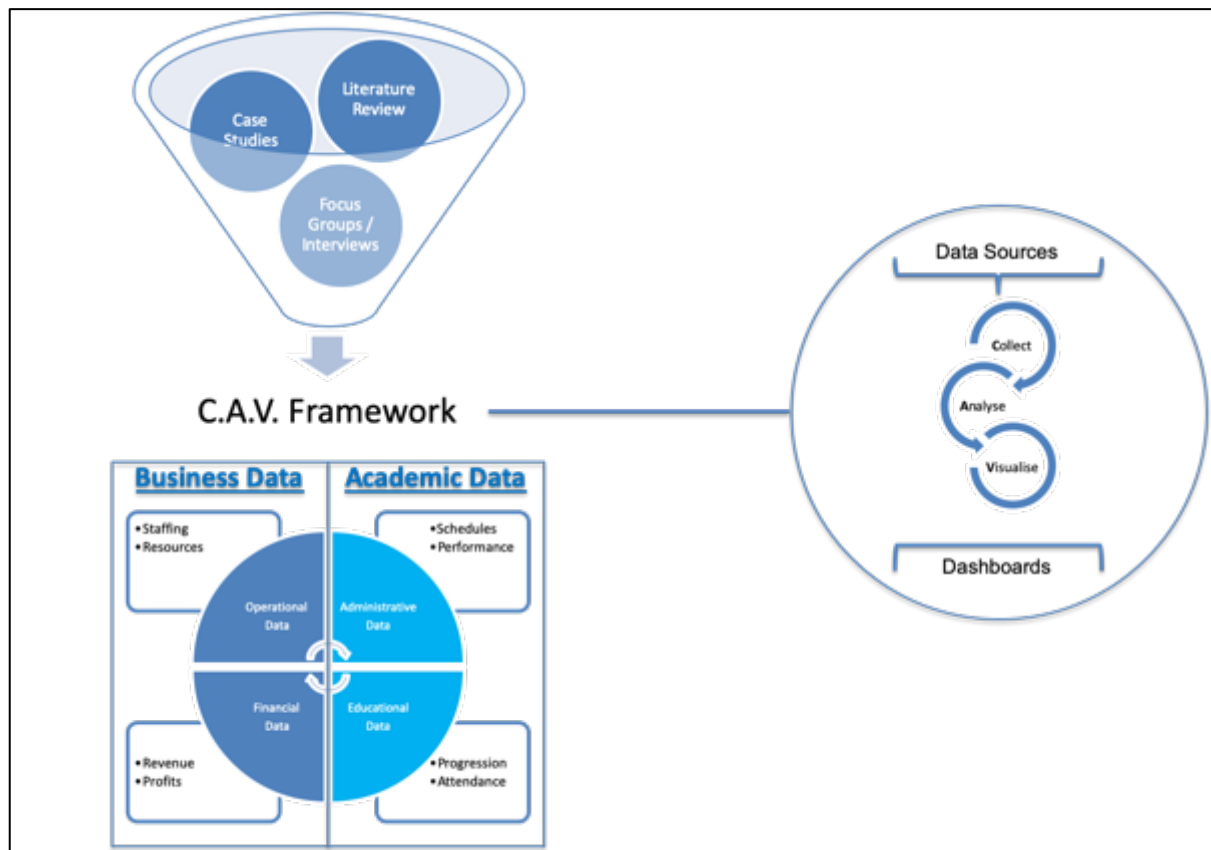 Literature
Review
Case
Studies
Focus
Groups /
Interviews
C.A.V. Framework
Data Sources
Collect
Analyse
Visualise
Dashboards
Business Data
Academic Data
•Staffing
•Resources
•Schedules
•Performance
Operational
Data
Administrative
Data
Financial
Data
Educational
Data
•Revenue
•Profits
•Progression
•Attendance